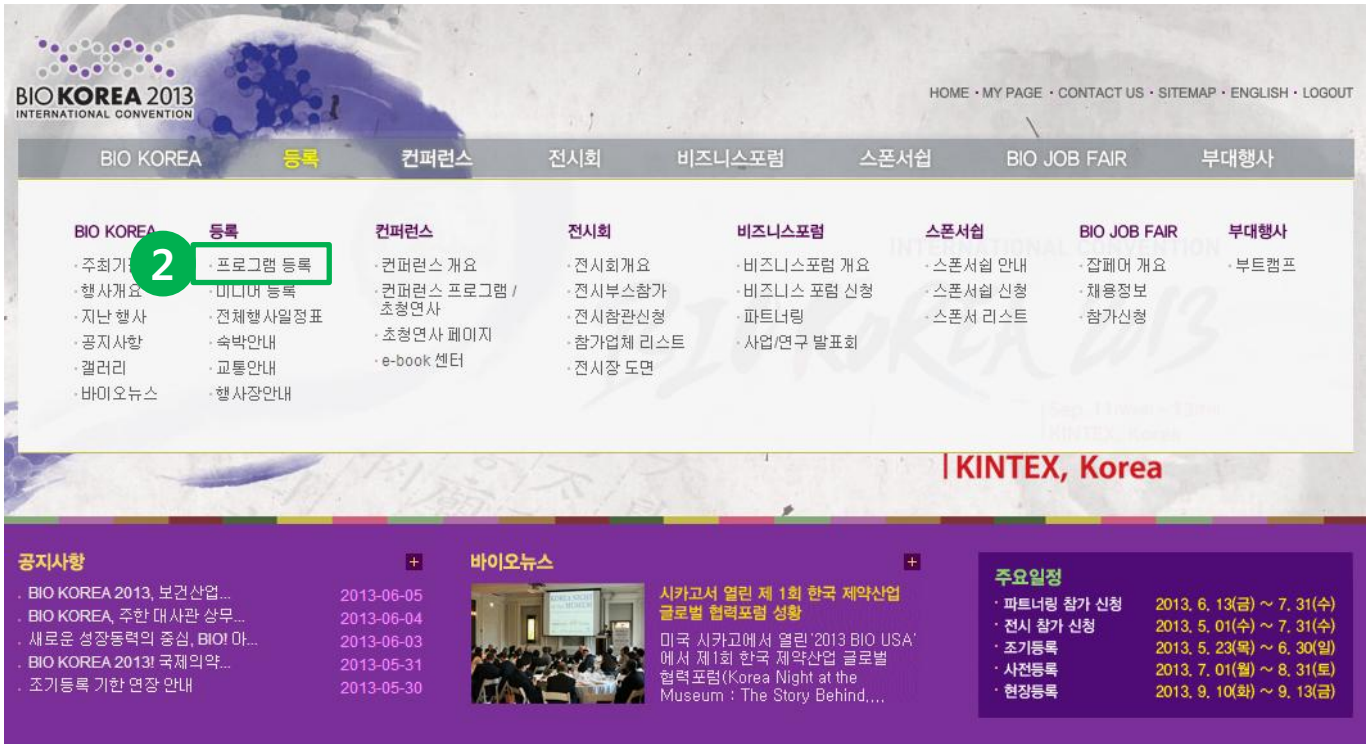 BIO KOREA 2013
INTERNATIONAL CONVENTION
HOME · MY PAGE · CONTACT US · SITEMAP · ENGLISH · LOGOUT
BIO KOREA 등록 컨퍼런스 전시회 비즈니스포럼 스폰서쉽 BIO JOB FAIR 부대행사
BIO KOREA
· 주최기
· 행사개요
· 지난 행사
· 공지사항
· 갤러리
· 바이오뉴스
2
등록
· 프로그램 등록
· 미디어 등록
· 전체행사일정표
· 숙박안내
· 교통안내
· 행사장안내
컨퍼런스
· 컨퍼런스 개요
· 컨퍼런스 프로그램 /
초청연사
· 초청연사 페이지
· e-book 센터
전시회
· 전시회개요
· 전시부스참가
· 전시참관신청
· 참가업체 리스트
· 전시장 도면
비즈니스포럼
· 비즈니스포럼 개요
· 비즈니스 포럼 신청
· 파트너링
· 사업/연구 발표회
스폰서쉽
· 스폰서쉽 안내
· 스폰서쉽 신청
· 스폰서 리스트
BIO JOB FAIR
· 잡페어 개요
· 채용정보
· 참가신청
부대행사
· 부트캠프
INTERNATIONAL CONVENTION
BIO KOREA 2013
KINTEX, Korea
공지사항 +
. BIO KOREA 2013, 보건산업... 2013-06-05
. BIO KOREA, 주한 대사관 상무... 2013-06-04
. 새로운 성장동력의 중심, BIO! 마... 2013-06-03
. BIO KOREA 2013! 국제의약... 2013-05-31
. 조기등록 기한 연장 안내 2013-05-30
바이오뉴스 +
시카고서 열린 제 1회 한국 제약산업
글로벌 협력포럼 성황
미국 시카고에서 열린'2013 BIO USA'
에서 제1회 한국 제약산업 글로벌
협력포럼(Korea Night at the
Museum : The Story Behind,...
주요일정
· 파트너링 참가 신청 2013. 6. 13(금) ~ 7. 31(수)
· 전시 참가 신청 2013. 5. 01(수) ~ 7. 31(수)
· 조기등록 2013. 5. 23(목) ~ 6. 30(일)
· 사전등록 2013. 7. 01(월) ~ 8. 31(토)
· 현장등록 2013. 9. 10(화) ~ 9. 13(금)